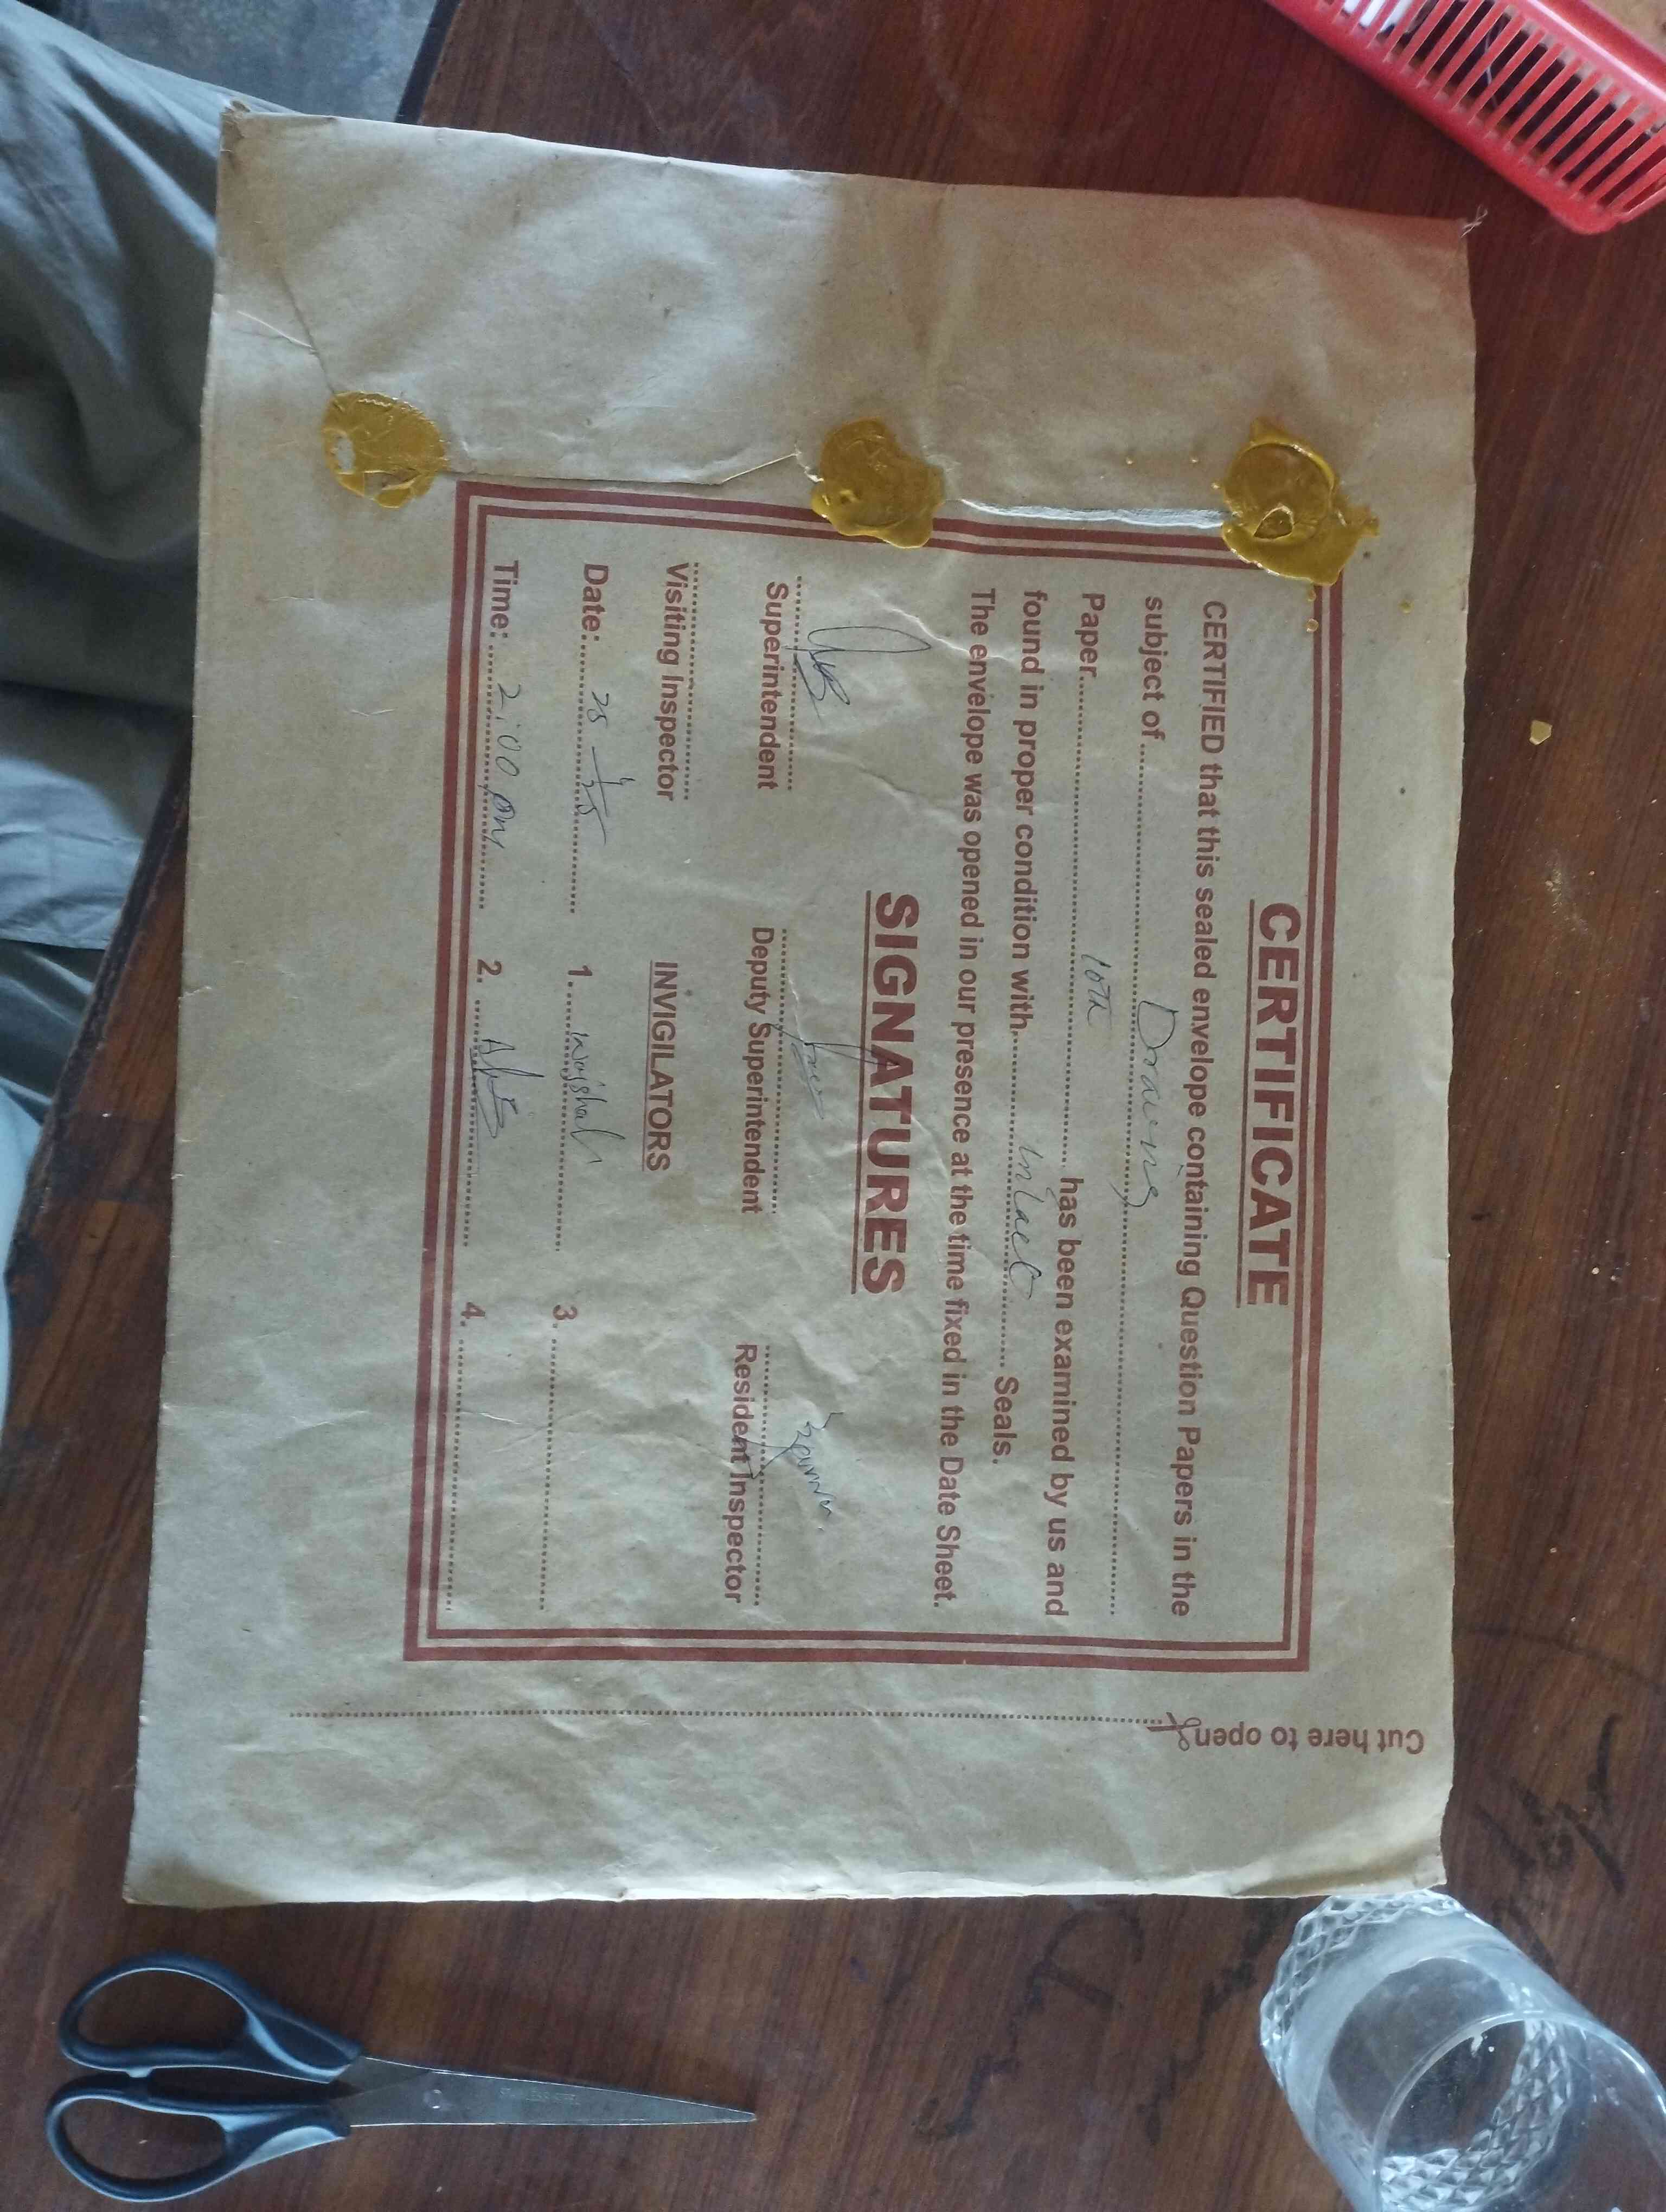 CERTIFICATE
CERTIFIED that this sealed envelope containing Question Papers in the
subject of Drawing
Paper 10th has been examined by us and
found in proper condition with intact Seals.
The envelope was opened in our presence at the time fixed in the Date Sheet.
SIGNATURES
Superintendent
Deputy Superintendent
Resident Inspector
Visiting Inspector
INVIGILATORS
Date:
1.
3.
Time: 2:00 pm
2.
4.
Cut here to open